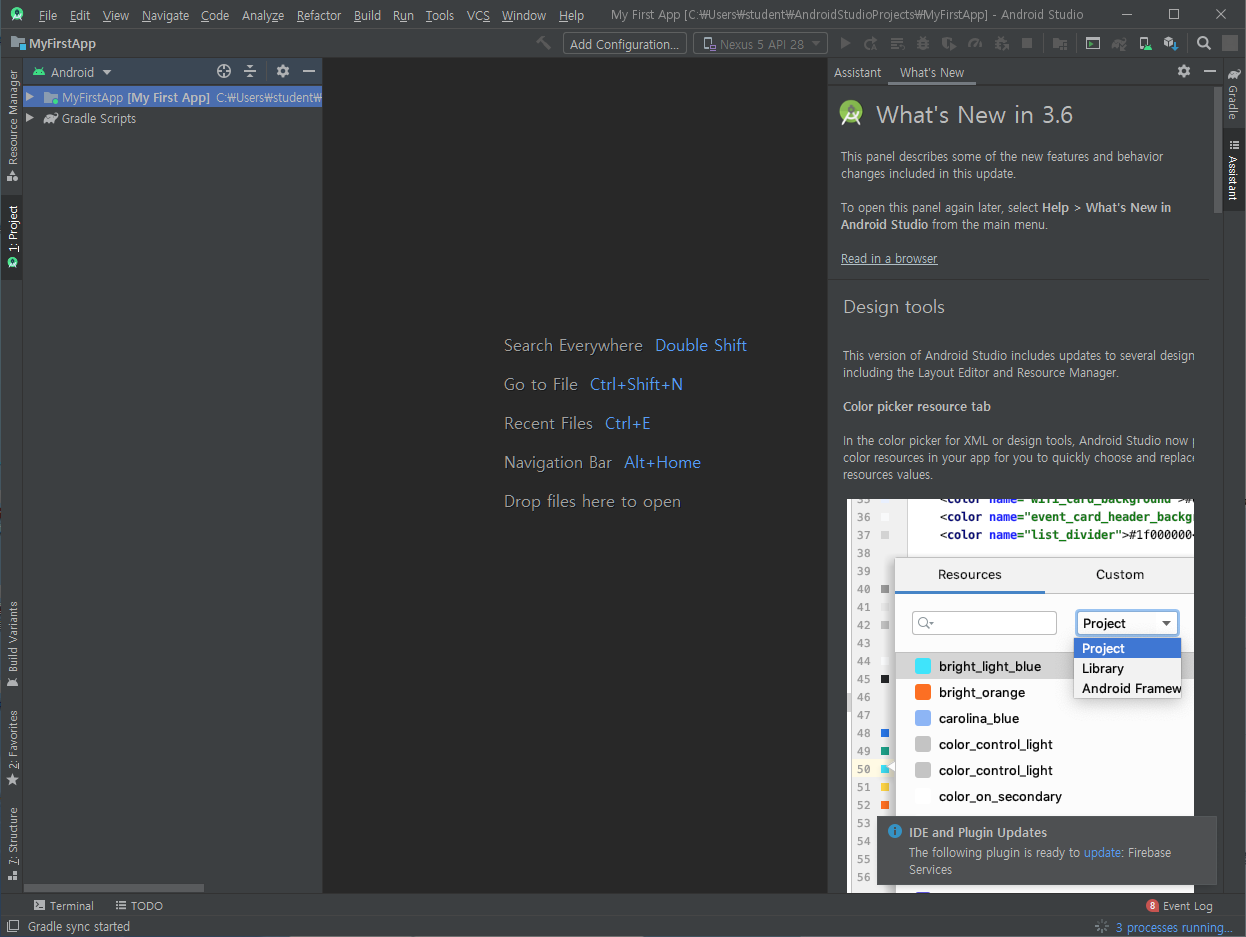 File Edit View Navigate Code Analyze Refactor Build Run Tools VCS Window Help My First App [C:₩Users₩student₩AndroidStudioProjects₩MyFirstApp] - Android Studio
MyFirstApp
Add Configuration...
Nexus 5 API 28
Resource Manager
1: Project
Build Variants
2: Favorites
7: Structure
Android
MyFirstApp [My First App] C:₩Users₩student₩
Gradle Scripts
Search Everywhere Double Shift
Go to File Ctrl+Shift+N
Recent Files Ctrl+E
Navigation Bar Alt+Home
Drop files here to open
Assistant What's New
What's New in 3.6
This panel describes some of the new features and behavior
changes included in this update.
To open this panel again later, select Help > What's New in
Android Studio from the main menu.
Read in a browser
Design tools
This version of Android Studio includes updates to several design
including the Layout Editor and Resource Manager.
Color picker resource tab
In the color picker for XML or design tools, Android Studio now
color resources in your app for you to quickly choose and replace
resources values.
35 <color name="wifi_card_background">#
36 <color name="event_card_header_backg
37 <color name="list_divider">#1f000000<
38
39
40
41
42
43
44
45
46
47
48
49
50
51
52
53
54
55
56
Resources Custom
Project
Project
Library
Android Framew
bright_light_blue
bright_orange
carolina_blue
color_control_light
color_control_light
color_on_secondary
IDE and Plugin Updates
The following plugin is ready to update: Firebase
Services
Gradle
Assistant
Terminal
TODO
8 Event Log
Gradle sync started
3 processes running...